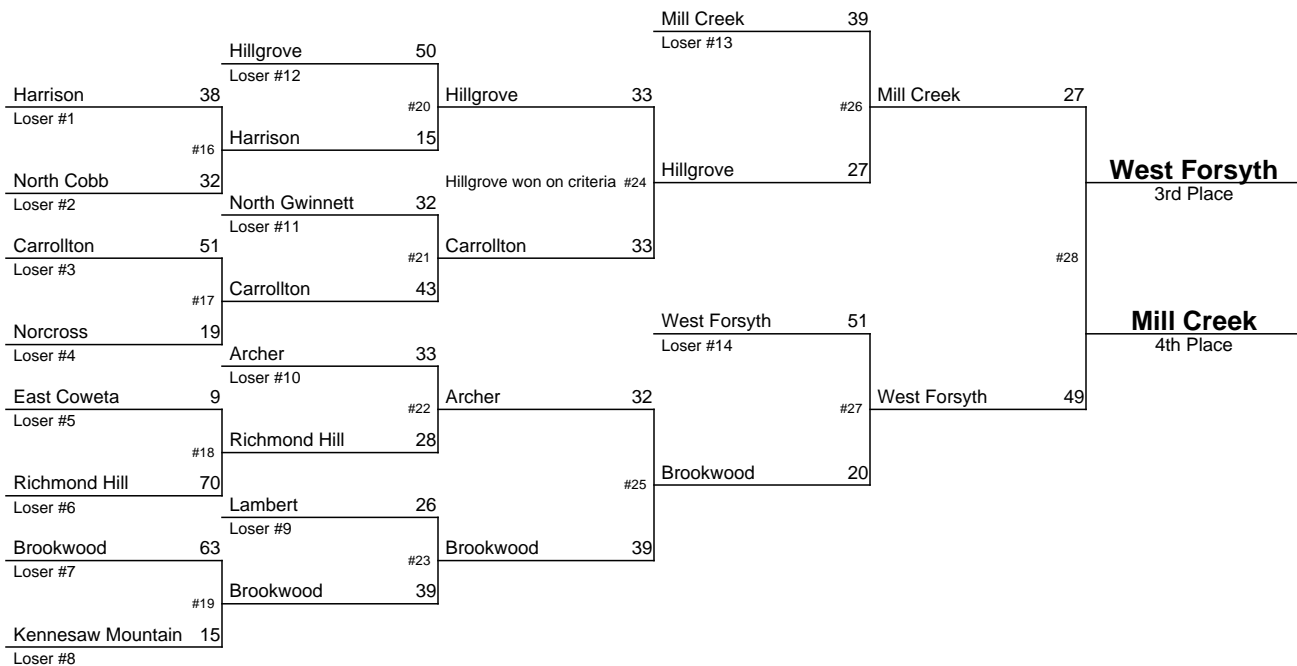 Harrison 38
Loser #1
#16
North Cobb 32
Loser #2
Carrollton 51
Loser #3
#17
Norcross 19
Loser #4
East Coweta 9
Loser #5
#18
Richmond Hill 70
Loser #6
Brookwood 63
Loser #7
#19
Kennesaw Mountain 15
Loser #8
Hillgrove 50
Loser #12
#20
Harrison 15
North Gwinnett 32
Loser #11
#21
Carrollton 43
Archer 33
Loser #10
#22
Richmond Hill 28
Lambert 26
Loser #9
#23
Brookwood 39
Hillgrove 33
Hillgrove won on criteria #24
Carrollton 33
Archer 32
#25
Brookwood 39
Mill Creek 39
Loser #13
#26
Hillgrove 27
West Forsyth 51
Loser #14
#27
Brookwood 20
Mill Creek 27
#28
West Forsyth 49
West Forsyth
3rd Place
Mill Creek
4th Place